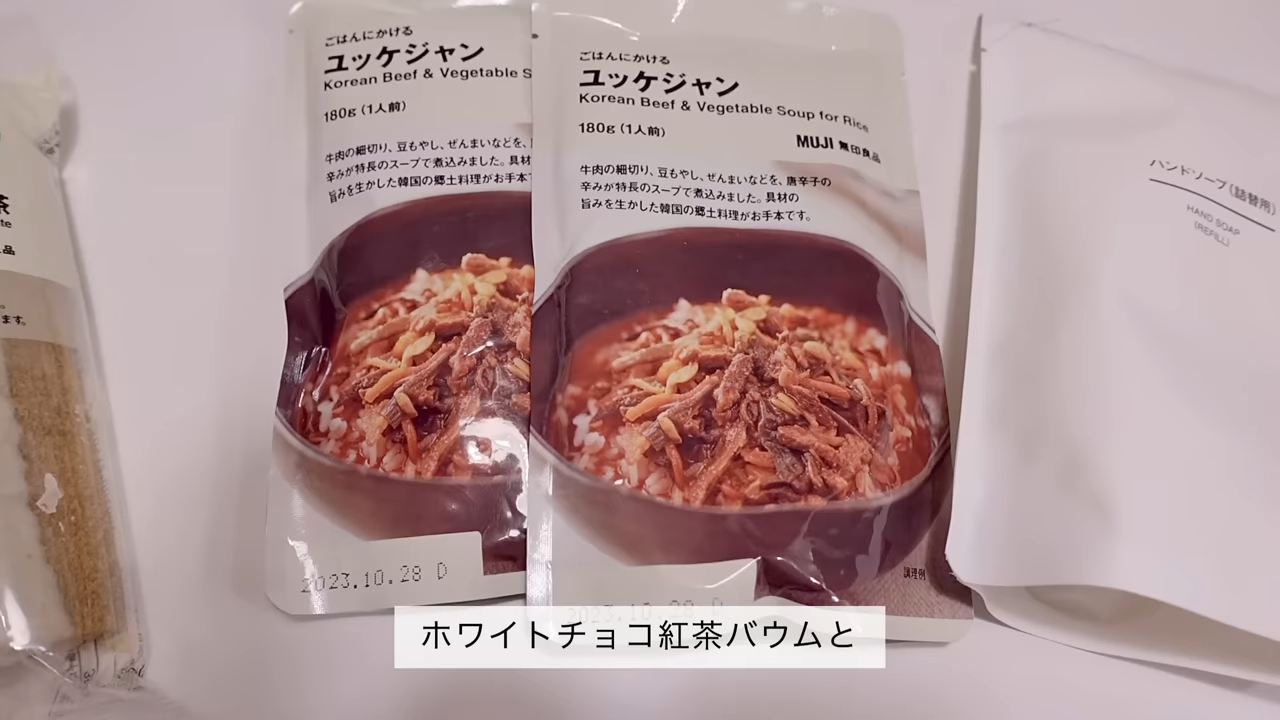 茶
te
品
ます。
ごはんにかける
ユッケジャン
Korean Beef & Vegetable S
180g(1人前)
牛肉の細切り、豆もやし、ぜんまいなどを、
辛みが特長のスープで煮込みました。具材
旨みを生かした韓国の郷土料理がお手本
2023.10.28 D
ごはんにかける
ユッケジャン
Korean Beef & Vegetable Soup for Rice
180g(1人前)
MUJI 無印良品
牛肉の細切り、豆もやし、ぜんまいなどを、唐辛子の
辛みが特長のスープで煮込みました。具材の
旨みを生かした韓国の郷土料理がお手本です。
調理例
2023.10.28 D
ハンドソープ(詰替用)
HAND SOAP
(REFILL)
ホワイトチョコ紅茶バウムと